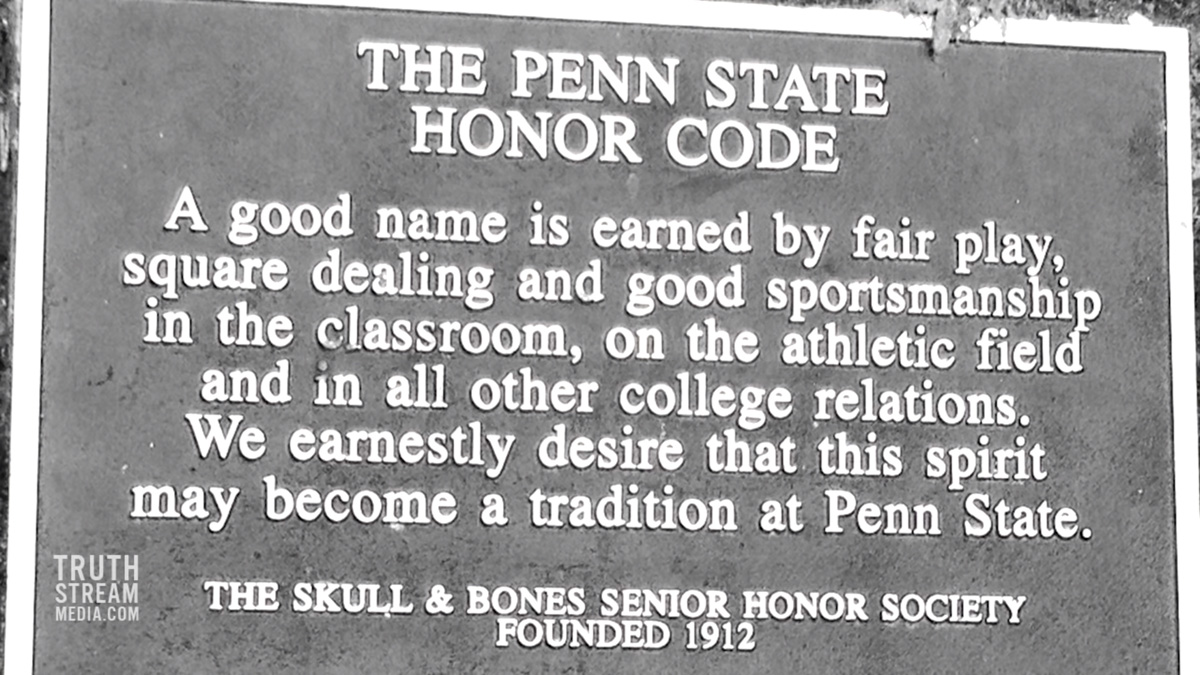 THE PENN STATE
HONOR CODE
A good name is earned by fair play,
square dealing and good sportsmanship
in the classroom, on the athletic field
and in all other college relations.
We earnestly desire that this spirit
may become a tradition at Penn State.
THE SKULL & BONES SENIOR HONOR SOCIETY
FOUNDED 1912
TRUTH
STREAM
MEDIA.COM